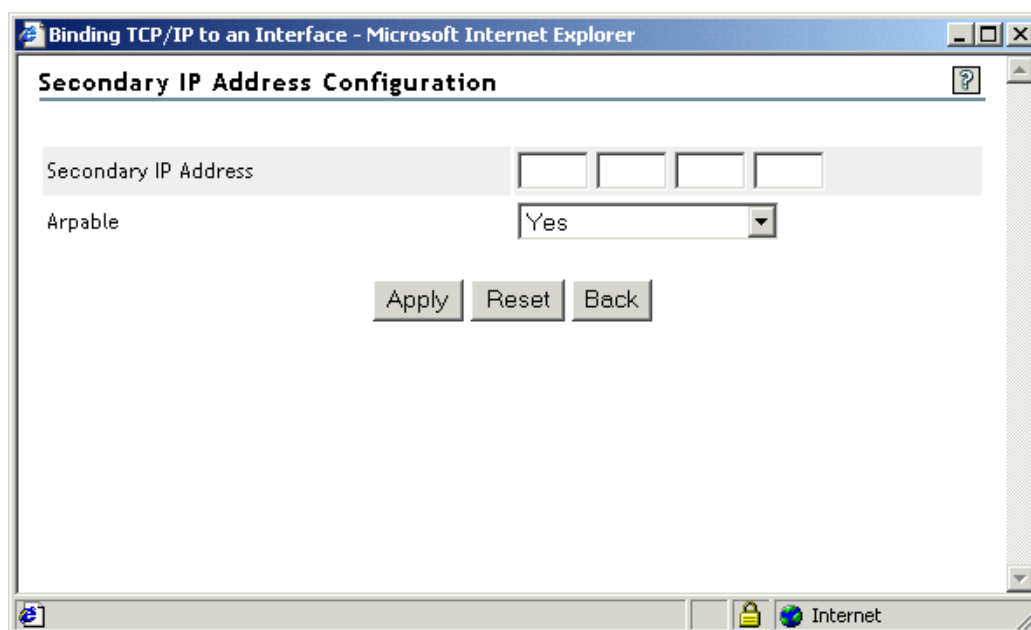 Binding TCP/IP to an Interface - Microsoft Internet Explorer
Secondary IP Address Configuration
?
Secondary IP Address
Arpable
Yes
Apply Reset Back
Internet